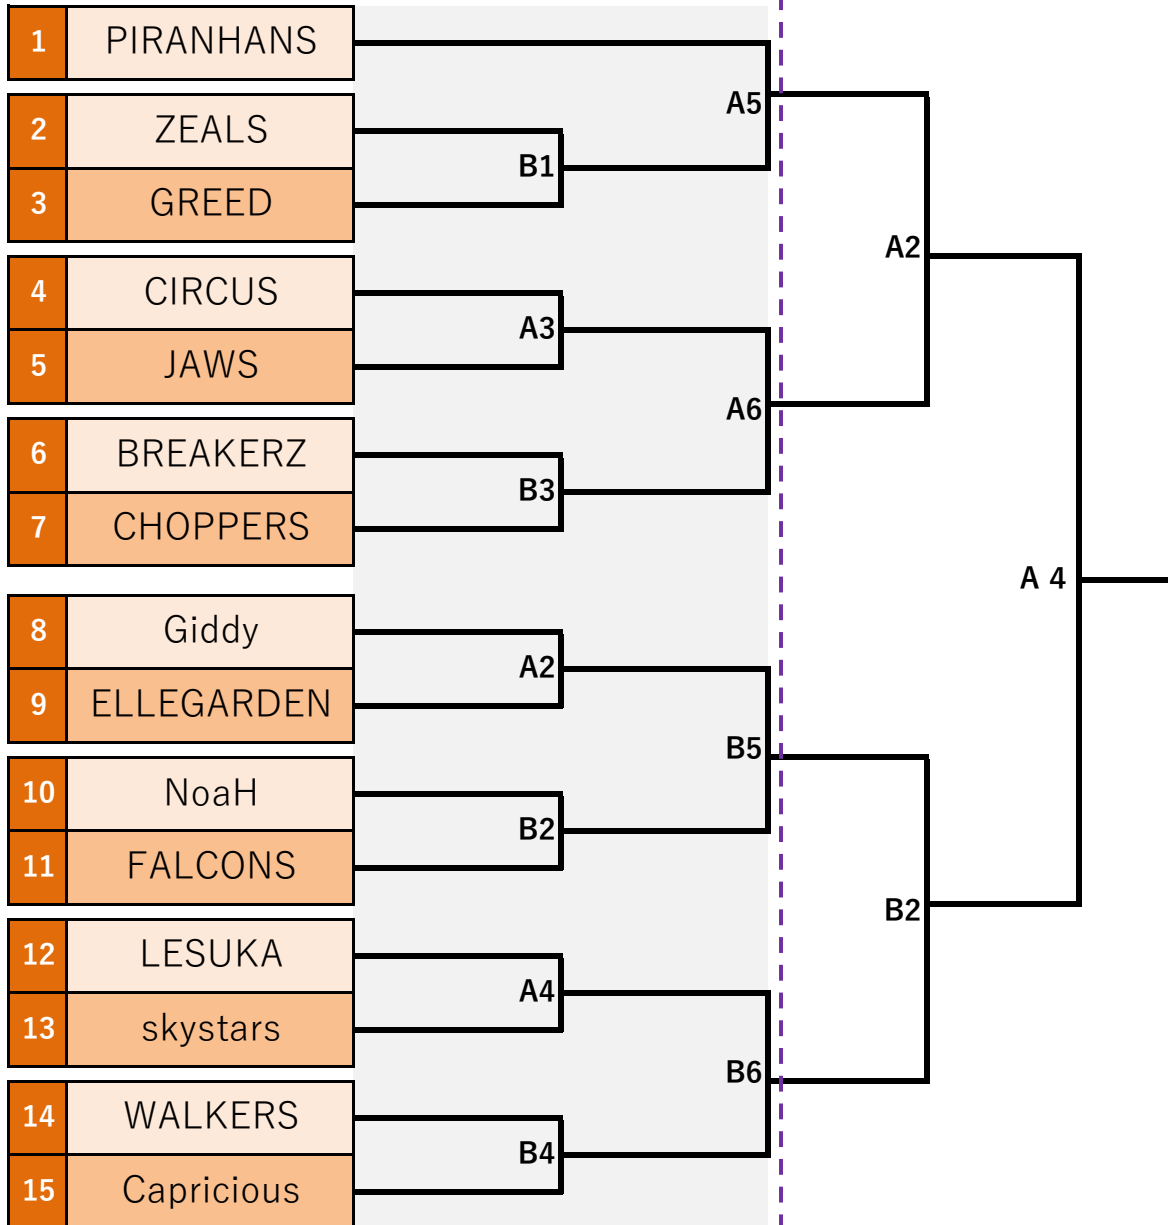 1 PIRANHANS
A5
2 ZEALS
B1
3 GREED
A2
4 CIRCUS
A3
5 JAWS
A6
6 BREAKERZ
B3
7 CHOPPERS
A 4
8 Giddy
A2
9 ELLEGARDEN
B5
10 NoaH
B2
11 FALCONS
B2
12 LESUKA
A4
13 skystars
B6
14 WALKERS
B4
15 Capricious